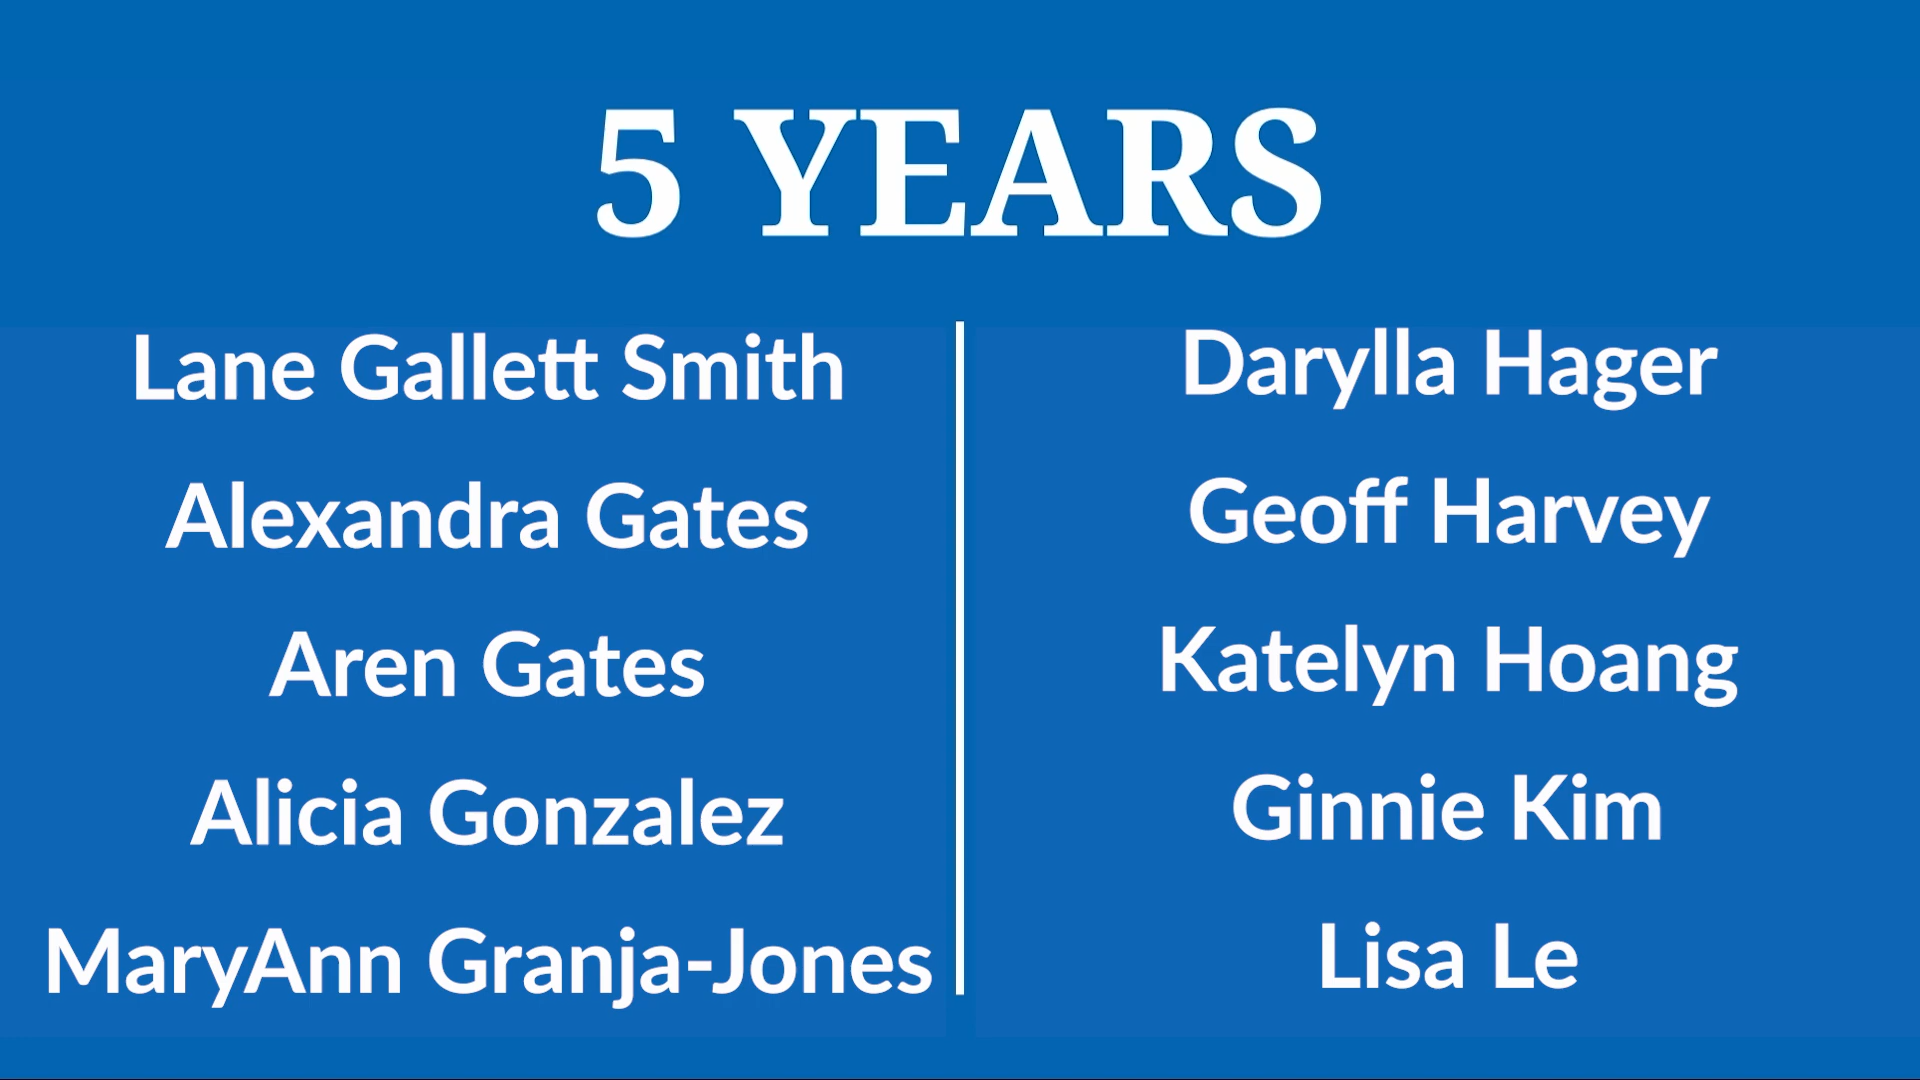 5 YEARS
Lane Gallett Smith
Alexandra Gates
Aren Gates
Alicia Gonzalez
MaryAnn Granja-Jones
Darylla Hager
Geoff Harvey
Katelyn Hoang
Ginnie Kim
Lisa Le